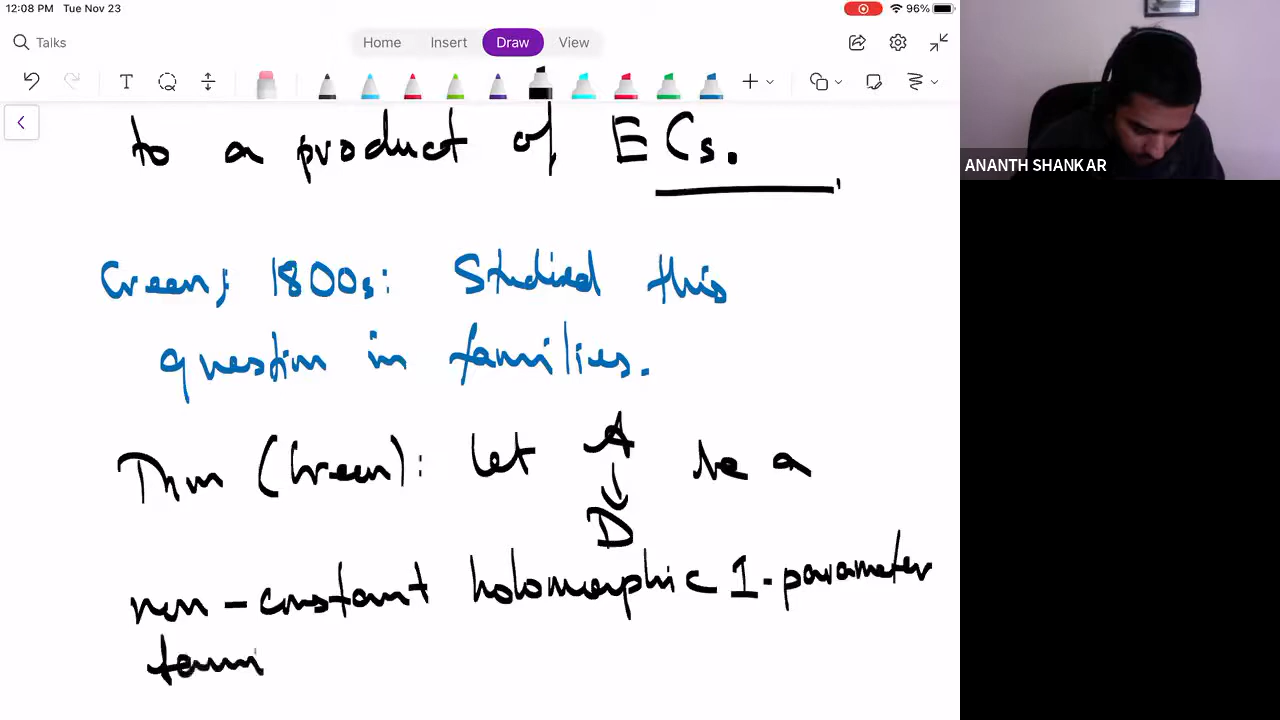 12:08 PM Tue Nov 23
96%
Talks
Home Insert Draw View
to a product of ECs.
ANANTH SHANKAR
Green, 1800s: Studied this
question in families.
Thm (Green): Let A be a
↓
D
non-constant holomorphic 1-parameter
fami